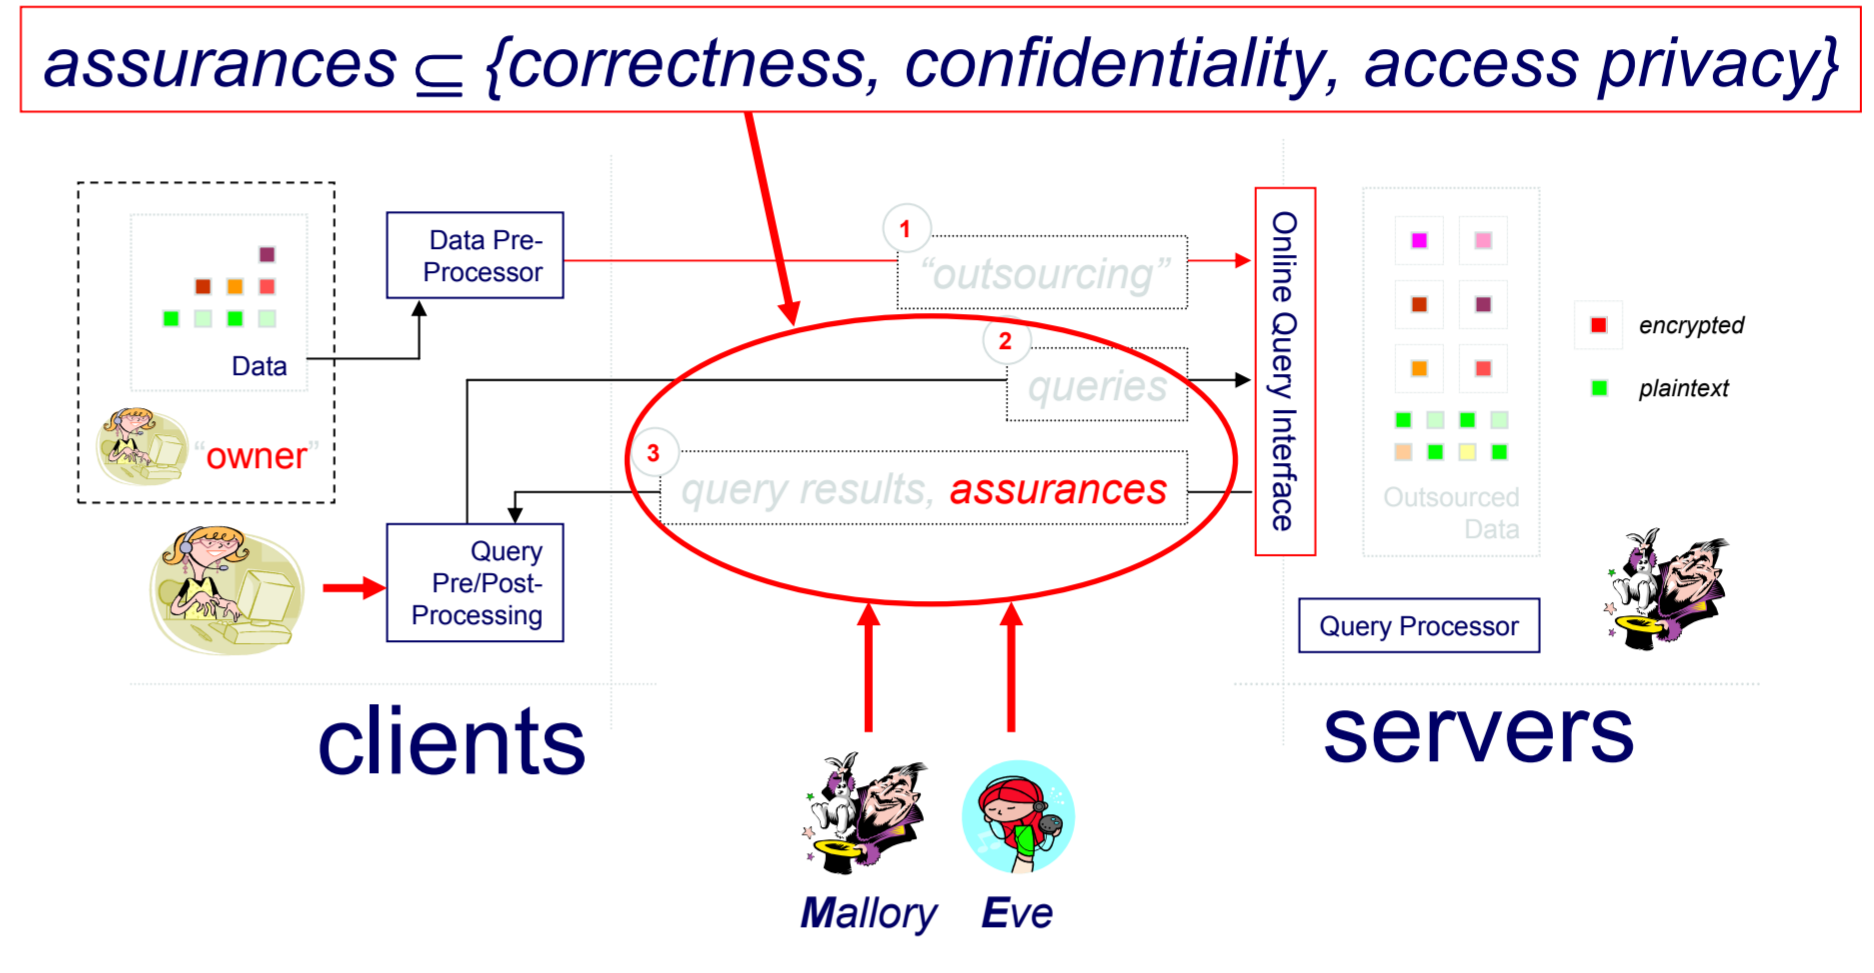 assurances ⊆ {correctness, confidentiality, access privacy}
Data Pre-
Processor
1
“outsourcing”
Online Query Interface
Data
“owner”
2
queries
3
query results, assurances
encrypted
plaintext
Outsourced
Data
Query
Pre/Post-
Processing
Query Processor
clients
servers
Mallory
Eve